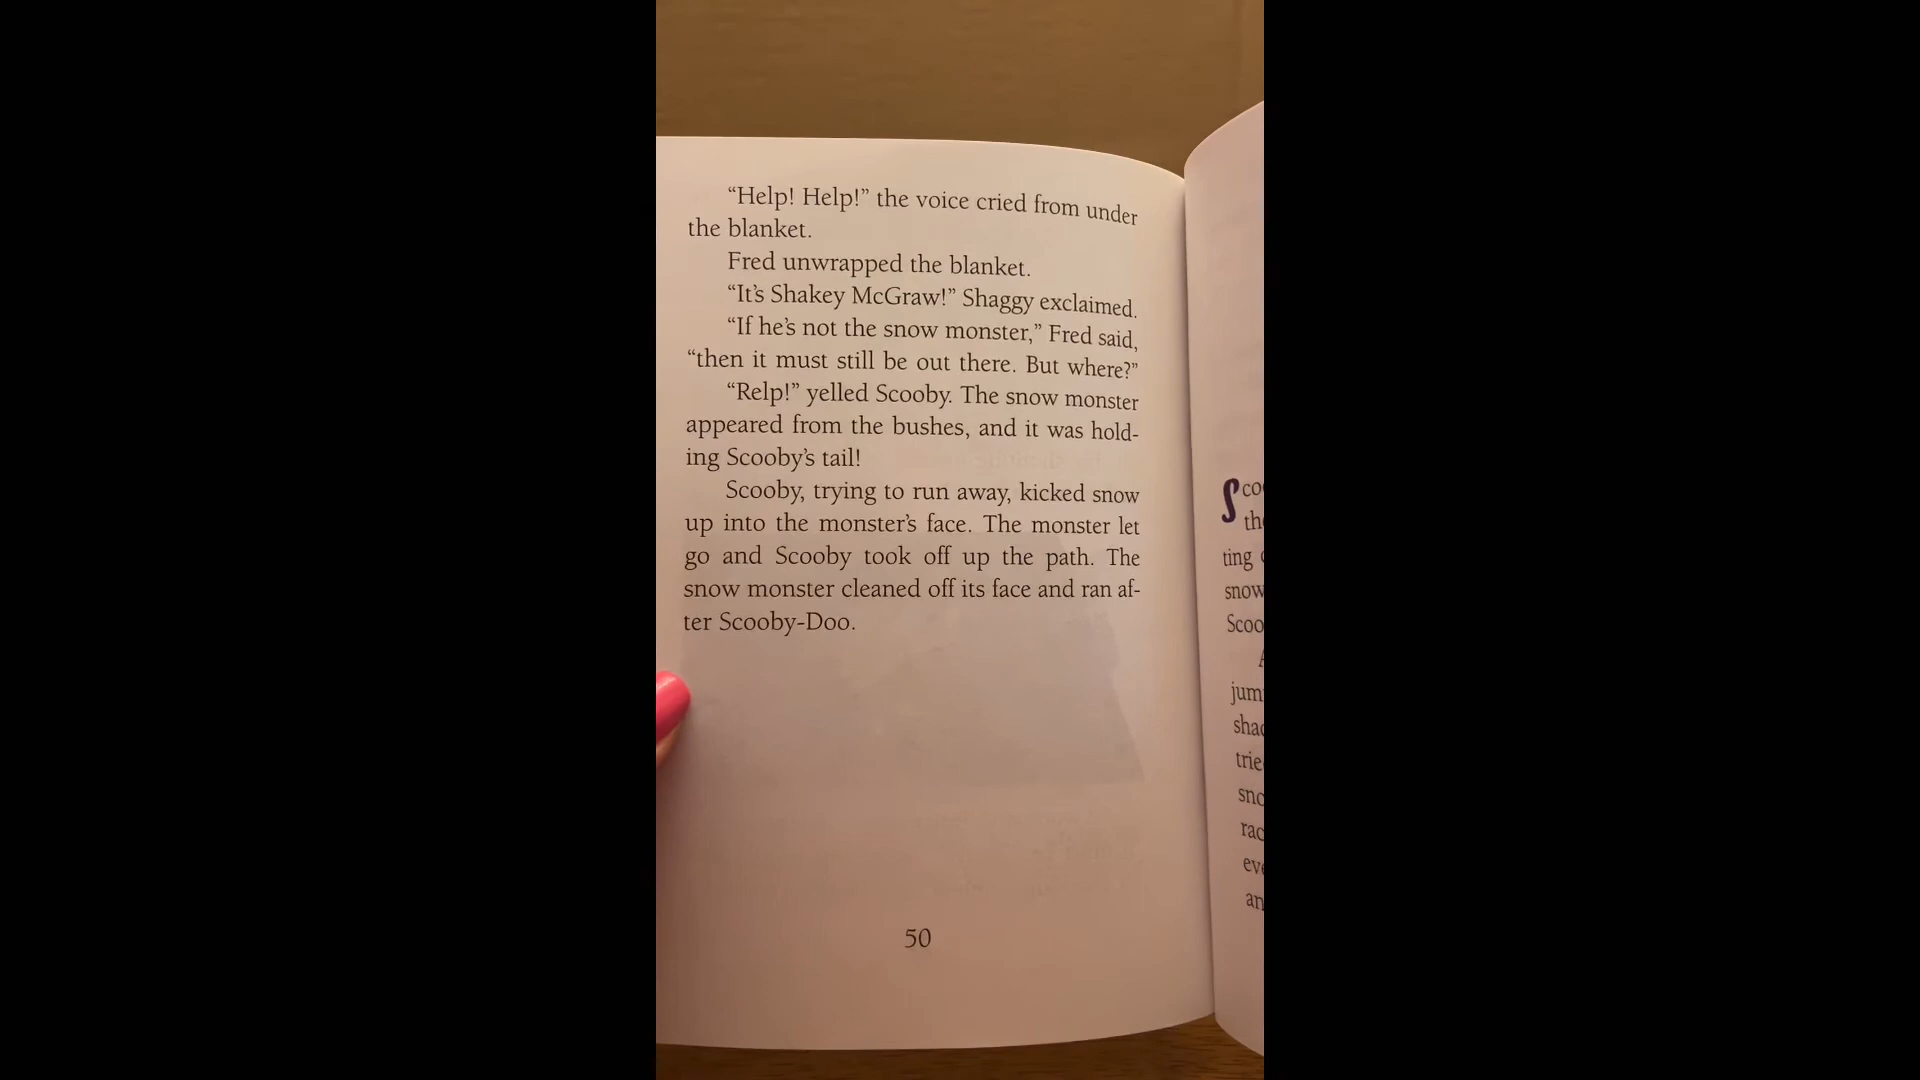 “Help! Help!” the voice cried from under
the blanket.
Fred unwrapped the blanket.
“It’s Shakey McGraw!” Shaggy exclaimed.
“If he’s not the snow monster,” Fred said,
“then it must still be out there. But where?”
“Relp!” yelled Scooby. The snow monster
appeared from the bushes, and it was hold-
ing Scooby’s tail!
Scooby, trying to run away, kicked snow
up into the monster’s face. The monster let
go and Scooby took off up the path. The
snow monster cleaned off its face and ran af-
ter Scooby-Doo.
50
ting
snow